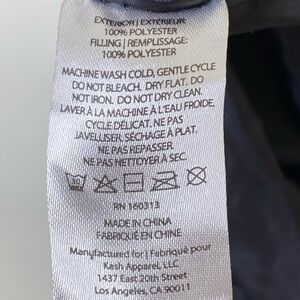 EXTERIOR / EXTÉRIEUR:
100% POLYESTER
FILLING / REMPLISSAGE:
100% POLYESTER
MACHINE WASH COLD, GENTLE CYCLE
DO NOT BLEACH. DRY FLAT. DO
NOT IRON. DO NOT DRY CLEAN.
LAVER À LA MACHINE À L'EAU FROIDE,
CYCLE DÉLICAT. NE PAS
JAVELLISER. SÉCHAGE À PLAT.
NE PAS REPASSER.
NE PAS NETTOYER À SEC.
30
RN 160313
MADE IN CHINA
FABRIQUÉ EN CHINE
Manufactured for | Fabriqué pour
Kash Apparel, LLC
1437 East 20th Street
Los Angeles, CA 90011